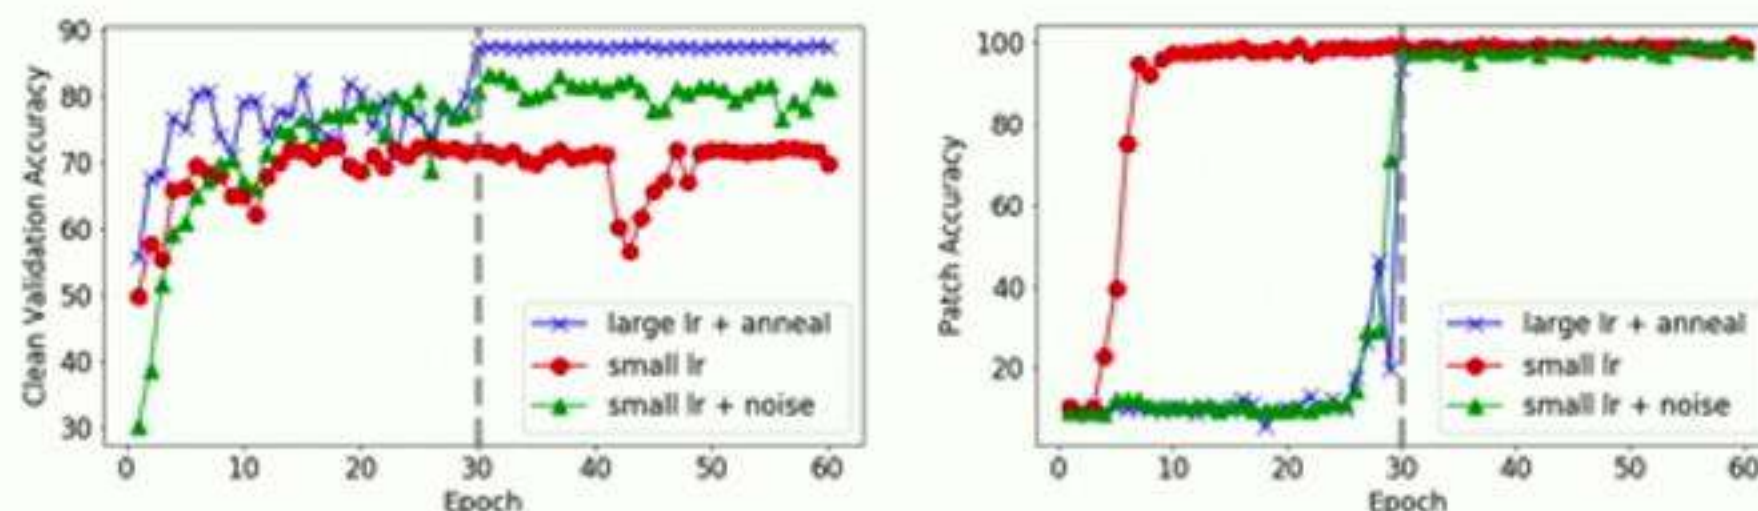 Clean Validation Accuracy
90
80
70
60
50
40
30
0 10 20 30 40 50 60
Epoch
large lr + anneal
small lr
small lr + noise
Patch Accuracy
100
80
60
40
20
0 10 20 30 40 50 60
Epoch
large lr + anneal
small lr
small lr + noise